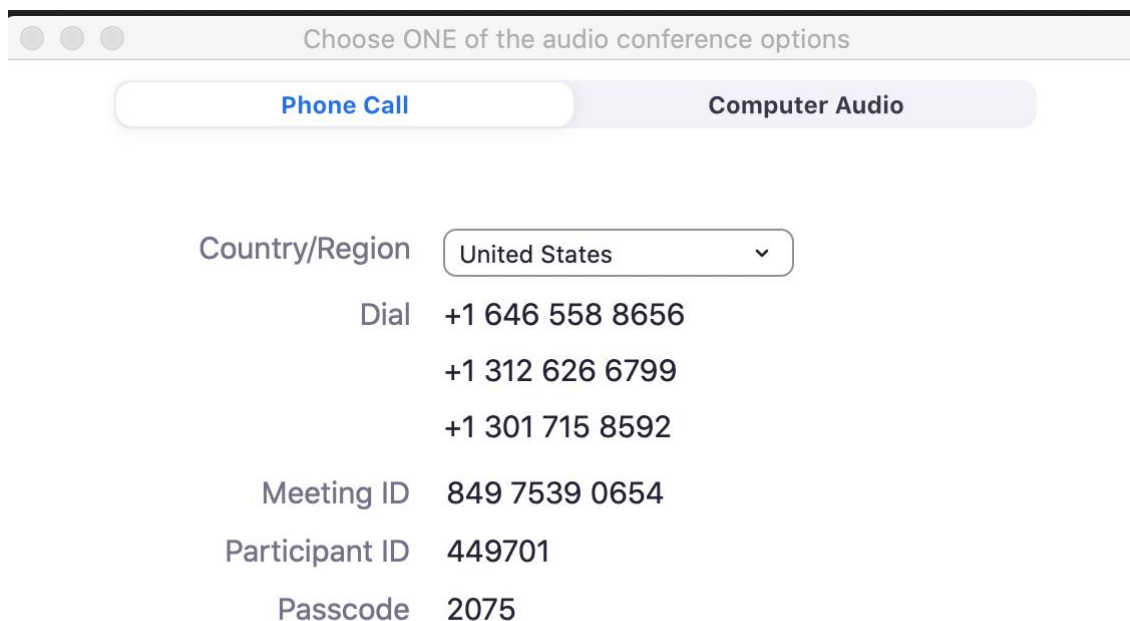 Choose ONE of the audio conference options
Phone Call Computer Audio
Country/Region United States
Dial +1 646 558 8656
+1 312 626 6799
+1 301 715 8592
Meeting ID 849 7539 0654
Participant ID 449701
Passcode 2075